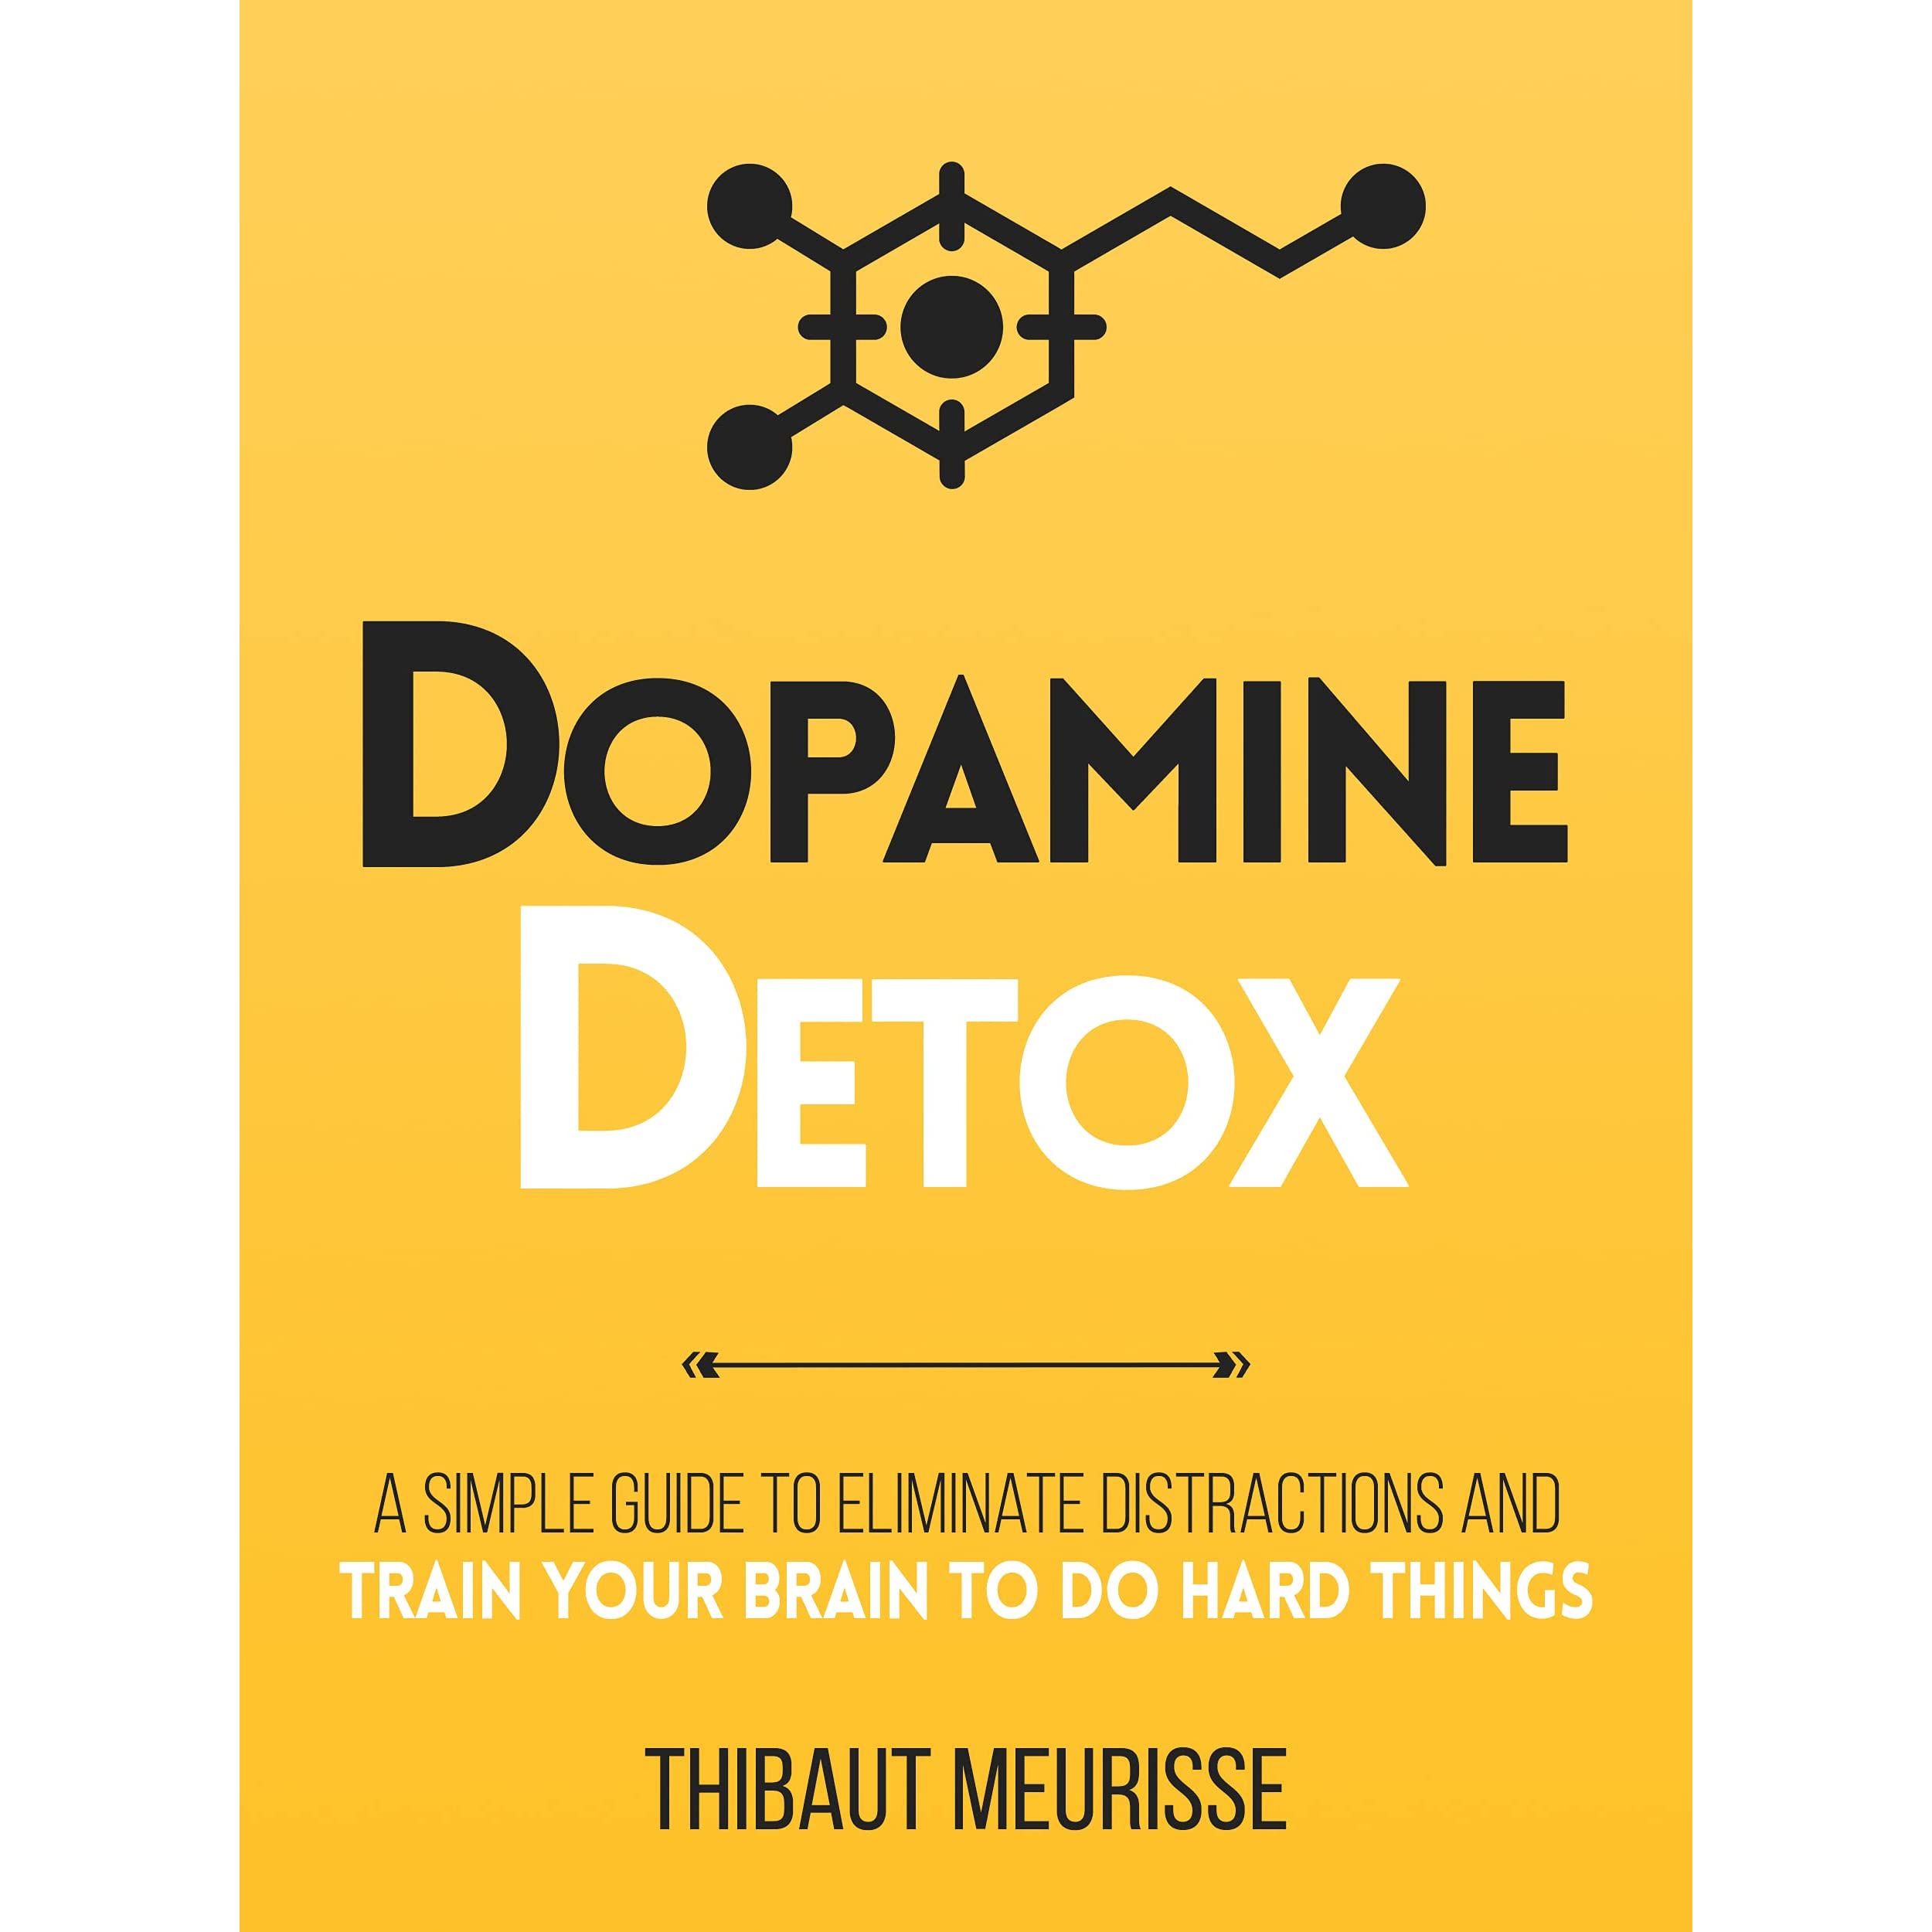 DOPAMINE
DETOX
A SIMPLE GUIDE TO ELIMINATE DISTRACTIONS AND
TRAIN YOUR BRAIN TO DO HARD THINGS
THIBAUT MEURISSE